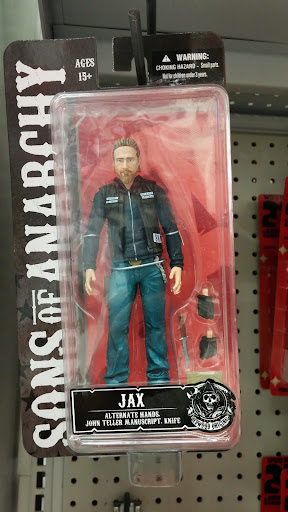 AGES
15+
WARNING:
CHOKING HAZARD - Small parts.
Not for children under 3 years.
SONS OF ANARCHY
JAX
ALTERNATE HANDS,
JOHN TELLER MANUSCRIPT, KNIFE